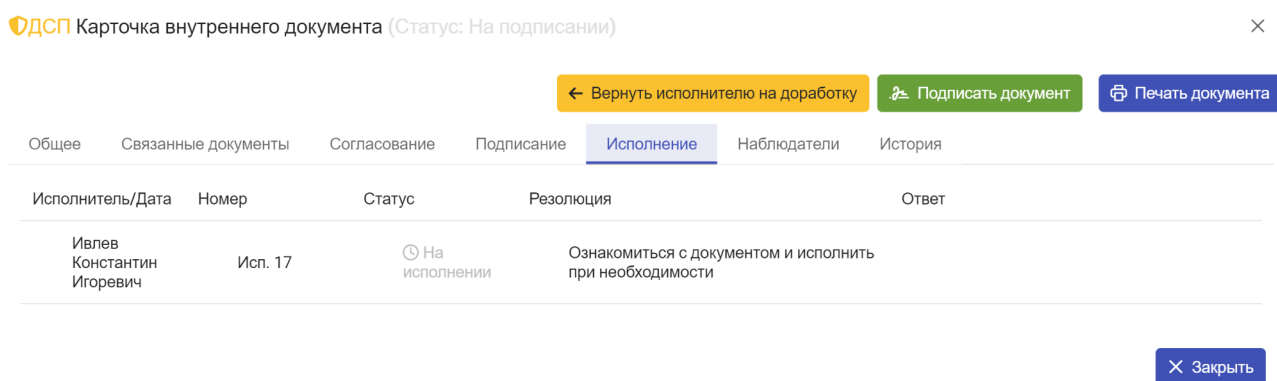 ДСП Карточка внутреннего документа (Статус: На подписании)
Вернуть исполнителю на доработку
Подписать документ
Печать документа
Общее
Связанные документы
Согласование
Подписание
Исполнение
Наблюдатели
История
Исполнитель/Дата
Номер
Статус
Резолюция
Ответ
Ивлев
Константин
Игоревич
Исп. 17
На
исполнении
Ознакомиться с документом и исполнить
при необходимости
Закрыть